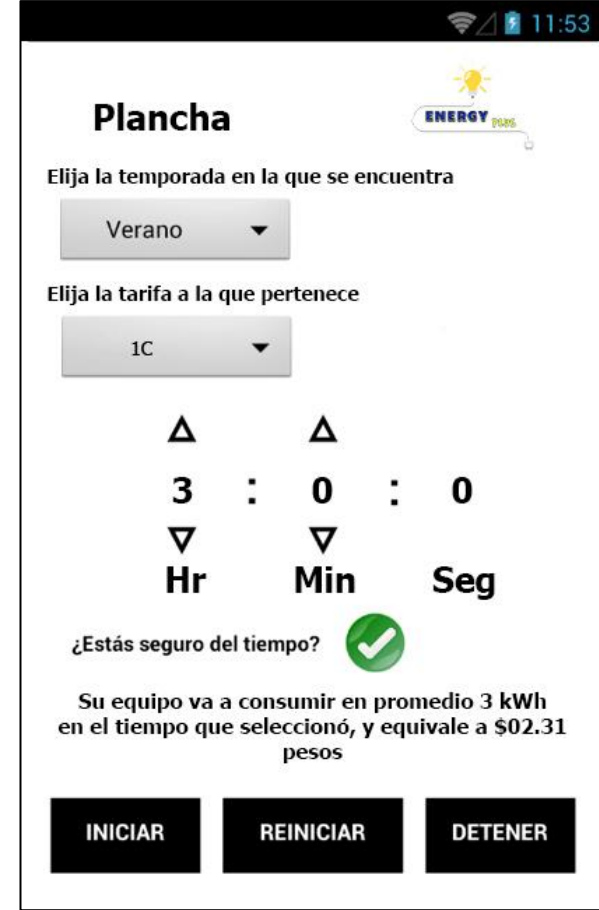 11:53
Plancha
ENERGY PLUS
Elija la temporada en la que se encuentra
Verano
Elija la tarifa a la que pertenece
1C
3 : 0 : 0
Hr Min Seg
¿Estás seguro del tiempo?
Su equipo va a consumir en promedio 3 kWh
en el tiempo que seleccionó, y equivale a $02.31
pesos
INICIAR REINICIAR DETENER